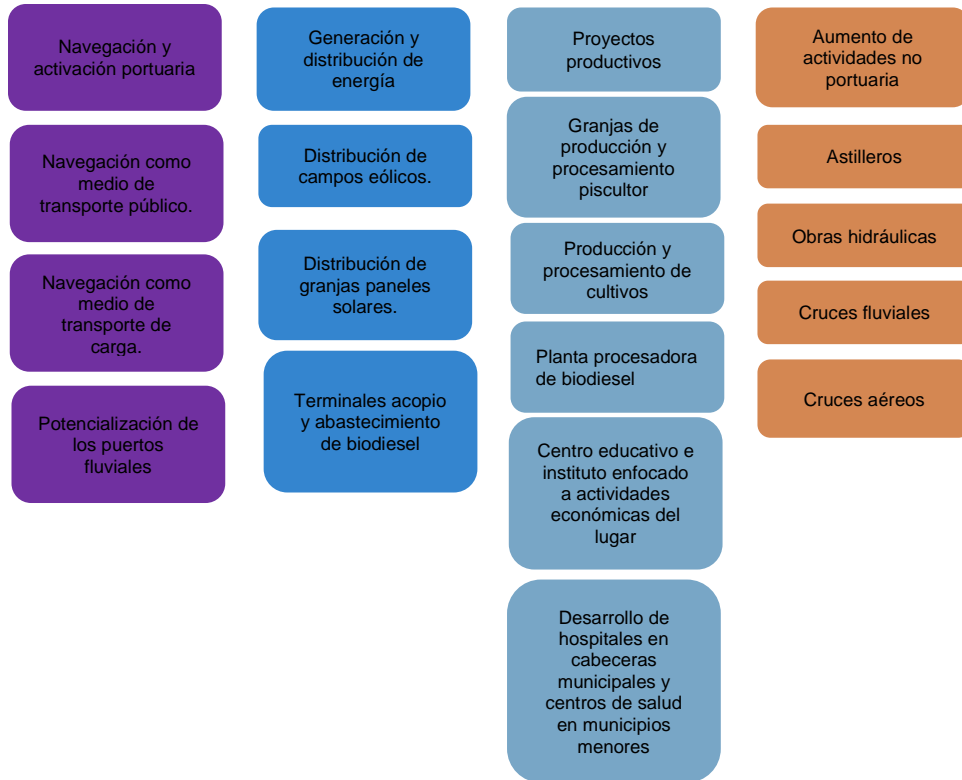 Navegación y
activación portuaria
Navegación como
medio de
transporte público.
Navegación como
medio de
transporte de
carga.
Potencialización de
los puertos
fluviales
Generación y
distribución de
energía
Distribución de
campos eólicos.
Distribución de
granjas paneles
solares.
Terminales acopio
y abastecimiento
de biodiesel
Proyectos
productivos
Granjas de
producción y
procesamiento
piscultor
Producción y
procesamiento de
cultivos
Planta procesadora
de biodiesel
Centro educativo e
instituto enfocado
a actividades
económicas del
lugar
Desarrollo de
hospitales en
cabeceras
municipales y
centros de salud
en municipios
menores
Aumento de
actividades no
portuaria
Astilleros
Obras hidráulicas
Cruces fluviales
Cruces aéreos